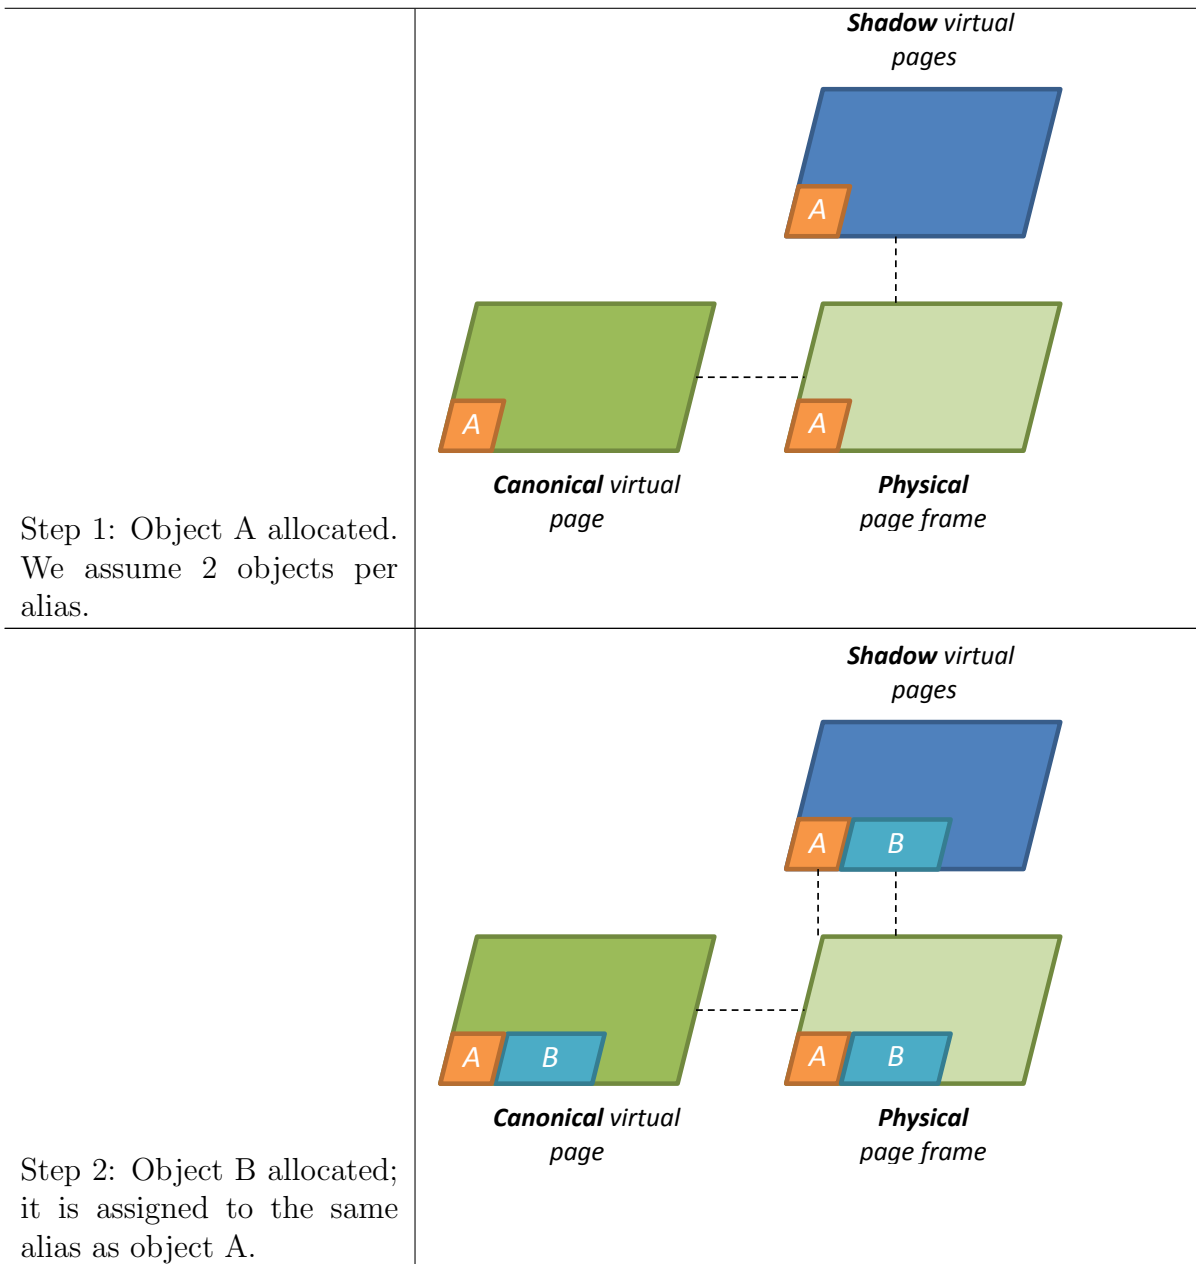 Shadow virtual
pages
A
A
A
Canonical virtual
page
Physical
page frame
Step 1: Object A allocated.
We assume 2 objects per
alias.
Shadow virtual
pages
A B
A B
A B
Canonical virtual
page
Physical
page frame
Step 2: Object B allocated;
it is assigned to the same
alias as object A.